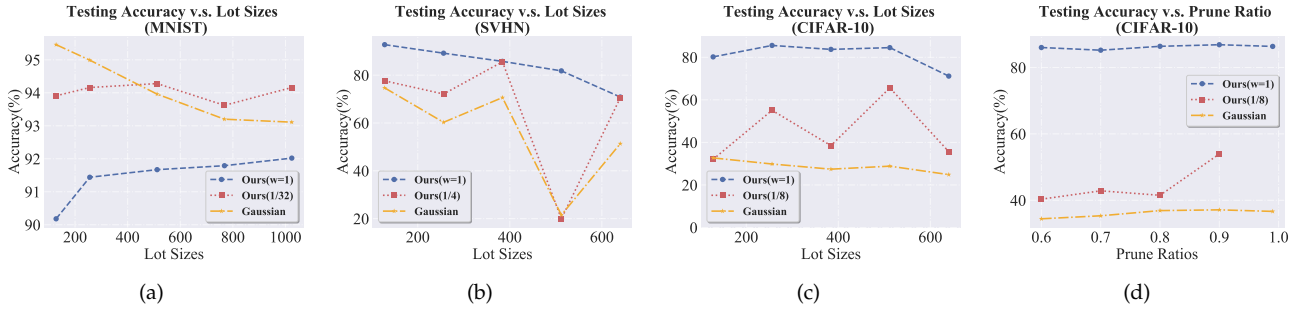 Testing Accuracy v.s. Lot Sizes
(MNIST)
Accuracy(%)
95
94
93
92
91
90
200
400
600
800
1000
Lot Sizes
Ours(w=1)
Ours(1/32)
Gaussian
(a)
Testing Accuracy v.s. Lot Sizes
(SVHN)
Accuracy(%)
80
60
40
20
200
400
600
Lot Sizes
Ours(w=1)
Ours(1/4)
Gaussian
(b)
Testing Accuracy v.s. Lot Sizes
(CIFAR-10)
Accuracy(%)
80
60
40
20
0
200
400
600
Lot Sizes
Ours(w=1)
Ours(1/8)
Gaussian
(c)
Testing Accuracy v.s. Prune Ratio
(CIFAR-10)
Accuracy(%)
80
60
40
0.6
0.7
0.8
0.9
1.0
Prune Ratios
Ours(w=1)
Ours(1/8)
Gaussian
(d)